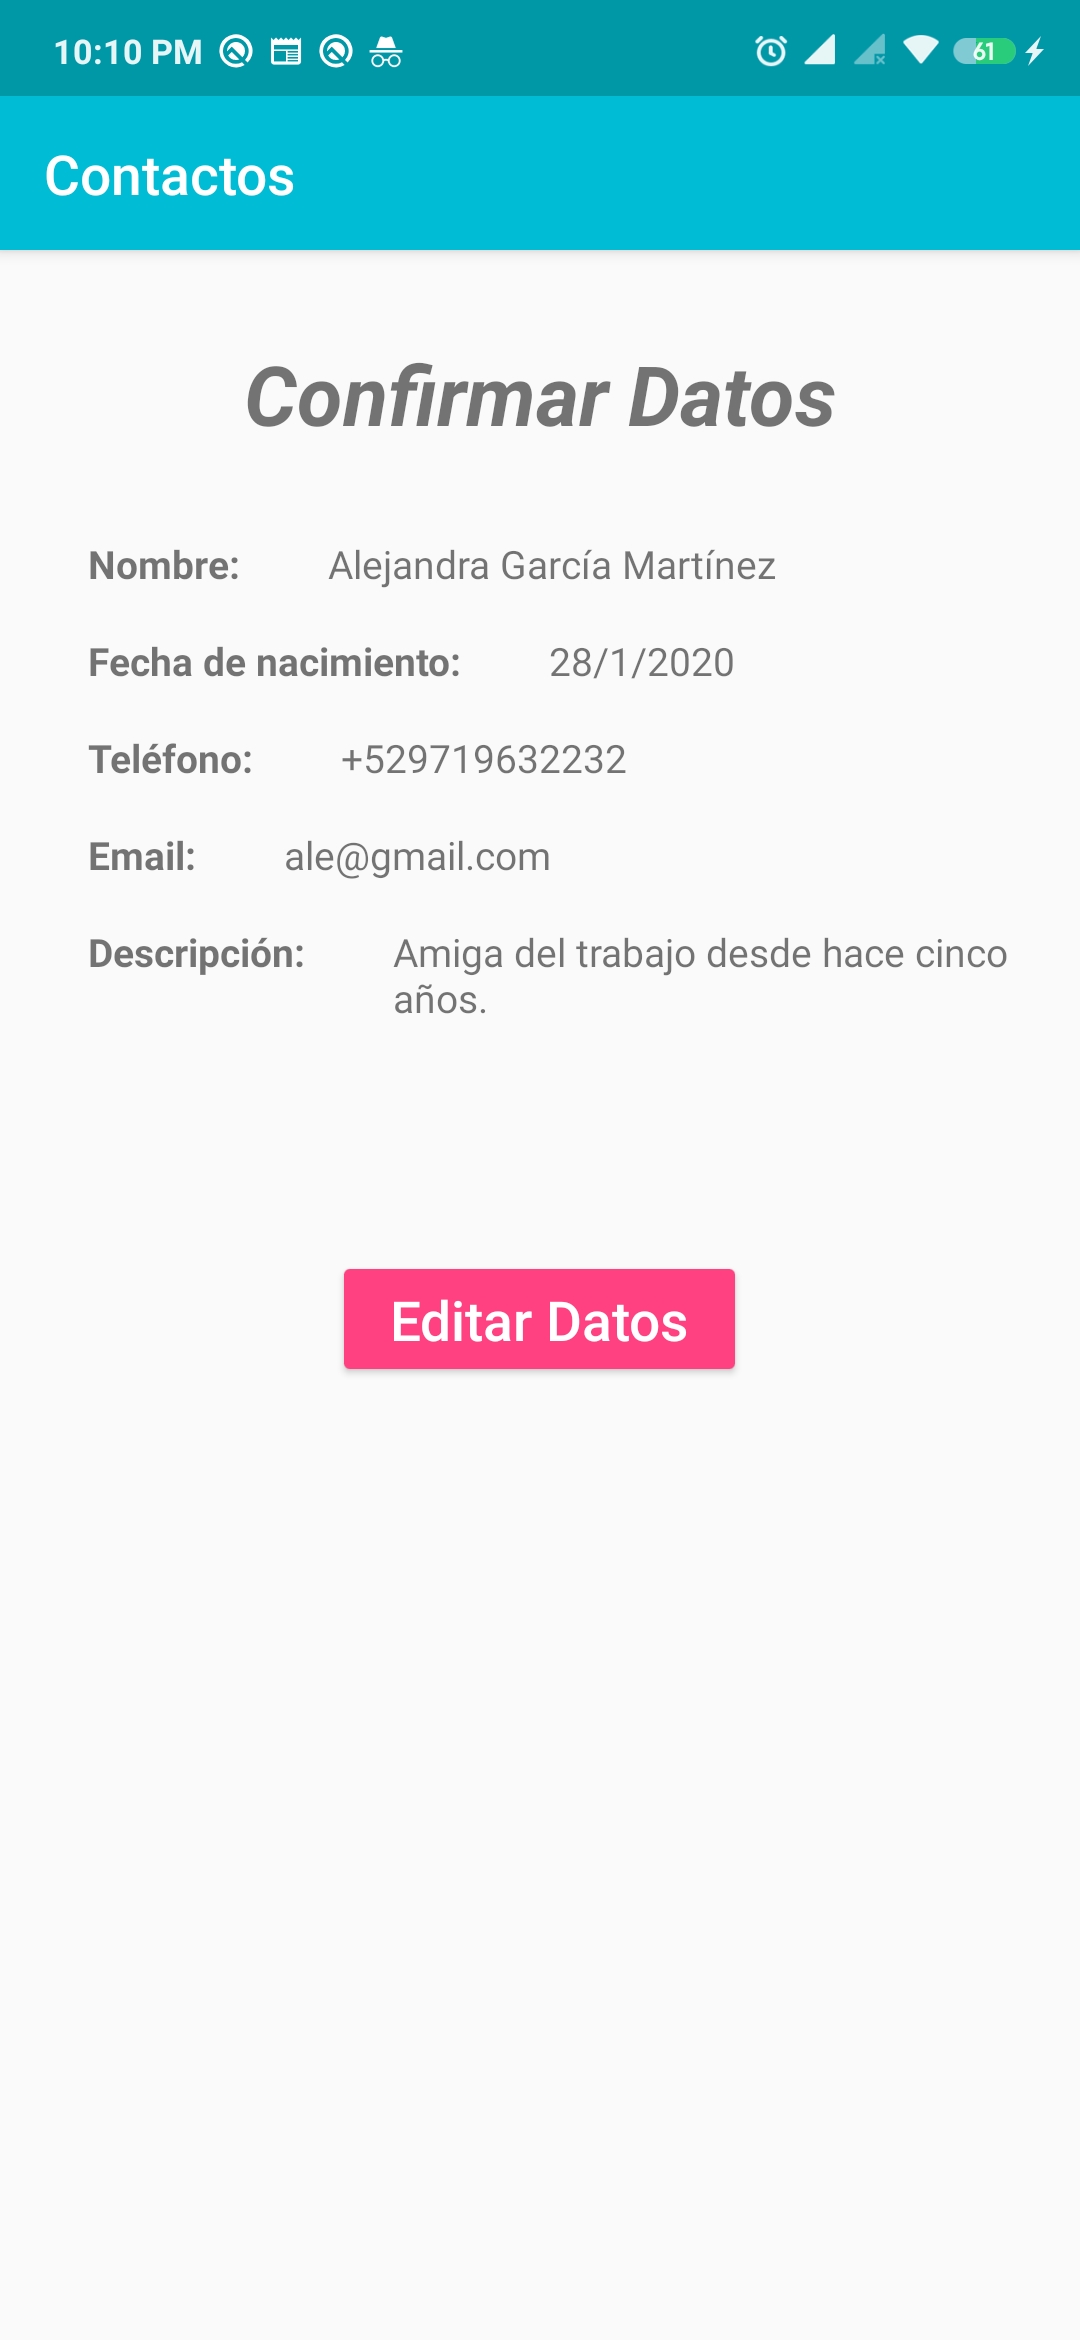 10:10 PM 61
Contactos
Confirmar Datos
Nombre: Alejandra García Martínez
Fecha de nacimiento: 28/1/2020
Teléfono: +529719632232
Email: ale@gmail.com
Descripción: Amiga del trabajo desde hace cinco
años.
Editar Datos